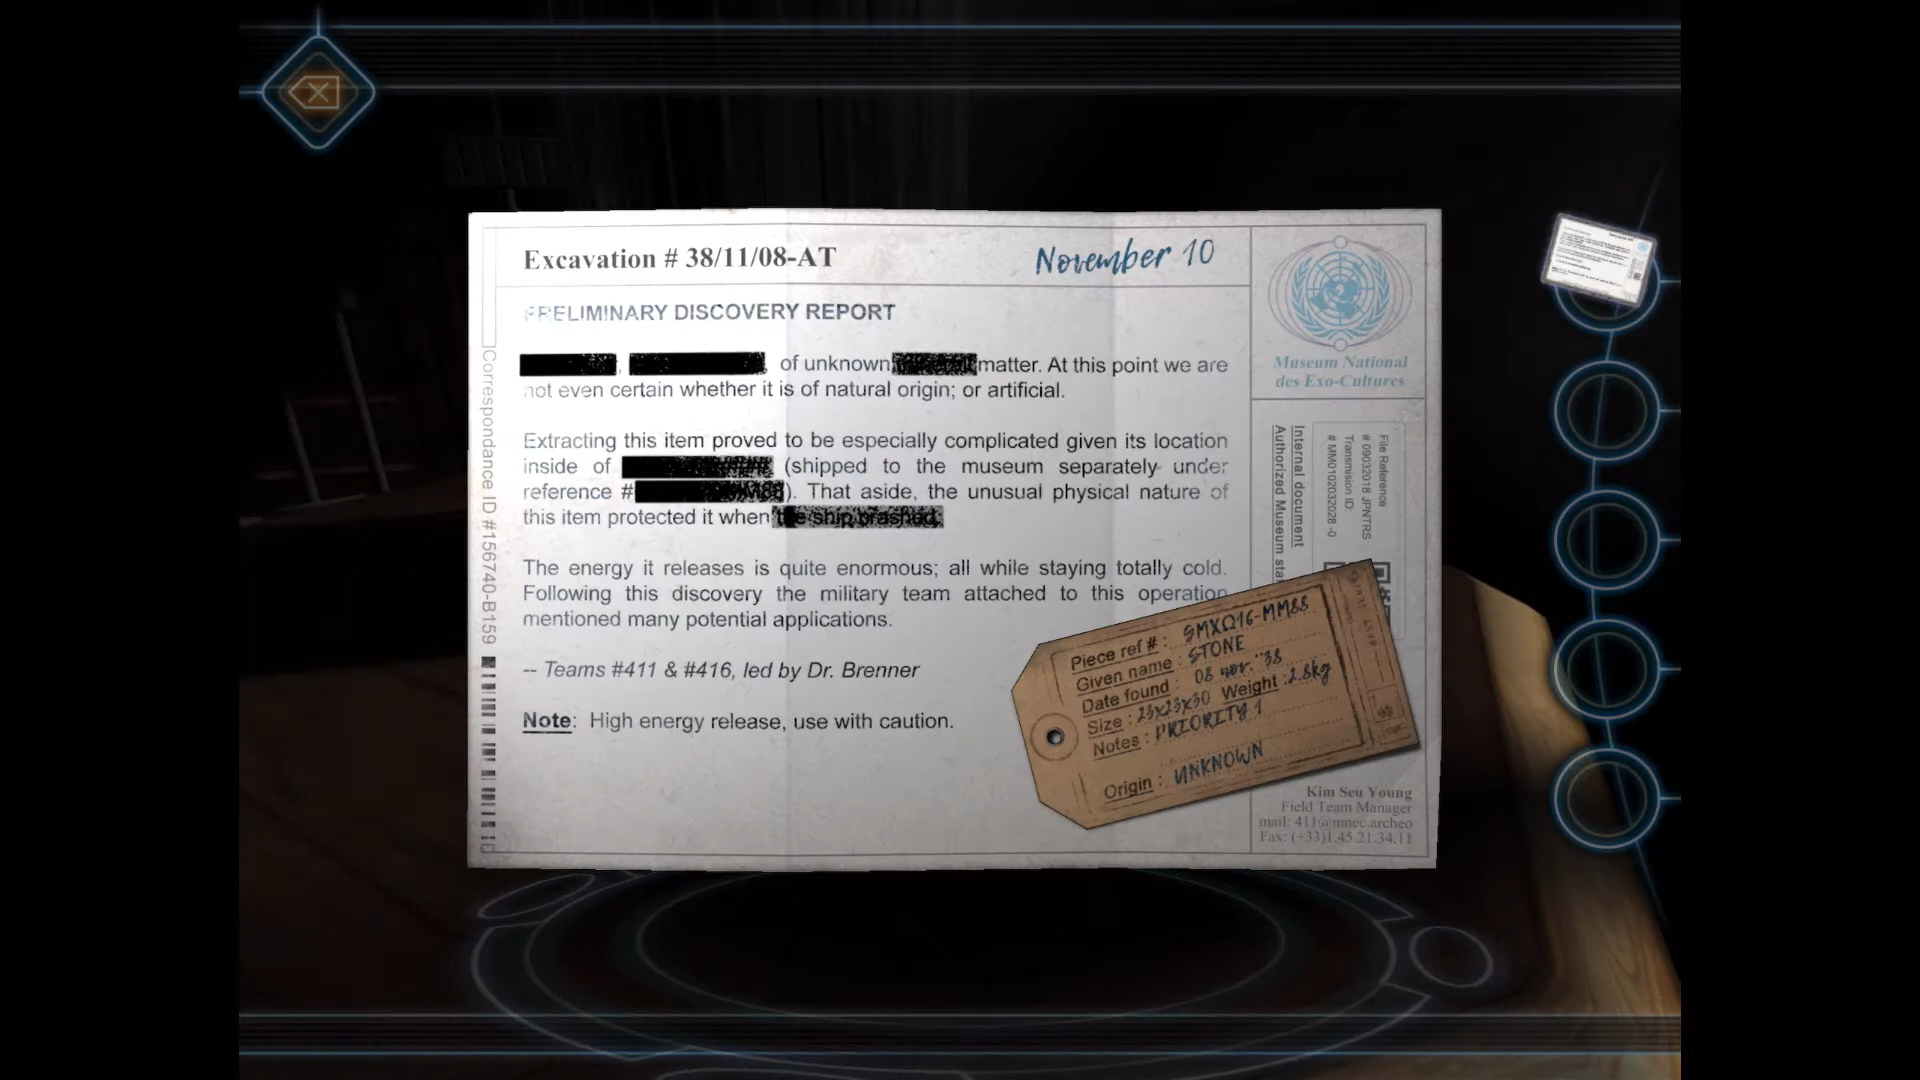 Excavation # 38/11/08-AT
November 10
PRELIMINARY DISCOVERY REPORT
, of unknown matter. At this point we are
not even certain whether it is of natural origin; or artificial.
Extracting this item proved to be especially complicated given its location
inside of (shipped to the museum separately under
reference # ). That aside, the unusual physical nature of
this item protected it when the ship crashed.
The energy it releases is quite enormous; all while staying totally cold.
Following this discovery the military team attached to this operation
mentioned many potential applications.
-- Teams #411 & #416, led by Dr. Brenner
Note: High energy release, use with caution.
Correspondance ID #156740-B159
Museum National
des Exo-Cultures
File Reference
# 09032018 JPNTRS
Transmission ID:
# MM0102032028 -0
Internal document
Authorized Museum
Piece ref # : SMXΩ16-MM88
Given name : STONE
Date found : 08 nov. "38
Size : 23x23x30 Weight : 2.8kg
Notes : PRIORITY 1
Origin : UNKNOWN
Kim Seu Young
Field Team Manager
mail: 411@mnec.archeo
Fax: (+33)1.45.21.34.11